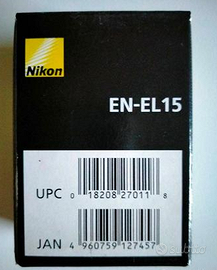 Nikon
EN-EL15
UPC 0 18208 27011 8
JAN 4 960759 127457